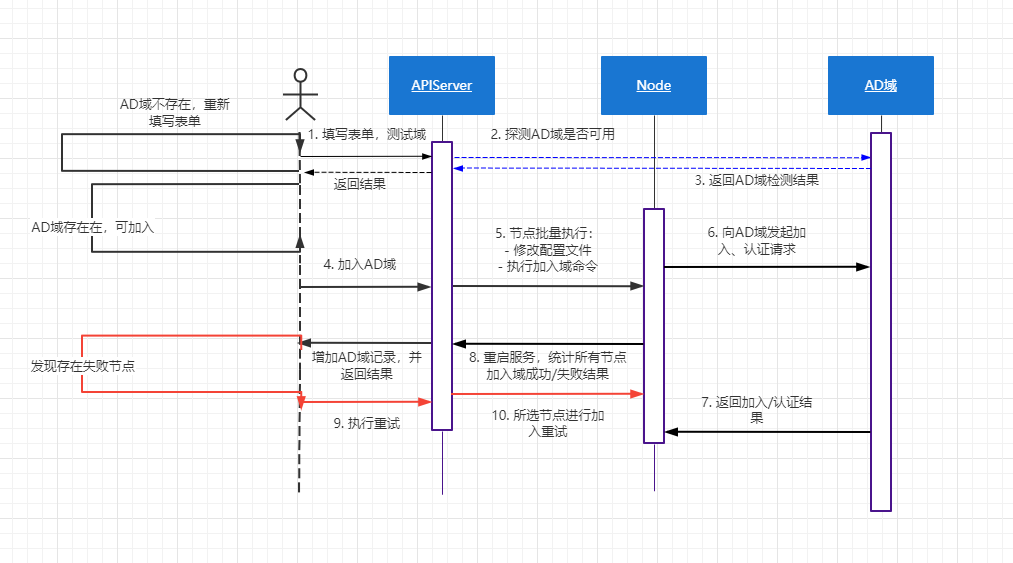 APIServer
Node
AD域
AD域不存在，重新
填写表单
1. 填写表单，测试域
2. 探测AD域是否可用
返回结果
3. 返回AD域检测结果
AD域存在在，可加入
4. 加入AD域
5. 节点批量执行：
- 修改配置文件
- 执行加入域命令
6. 向AD域发起加
入、认证请求
发现存在失败节点
增加AD域记录，并
返回结果
8. 重启服务，统计所有节点
加入域成功/失败结果
7. 返回加入/认证结
果
9. 执行重试
10. 所选节点进行加
入重试